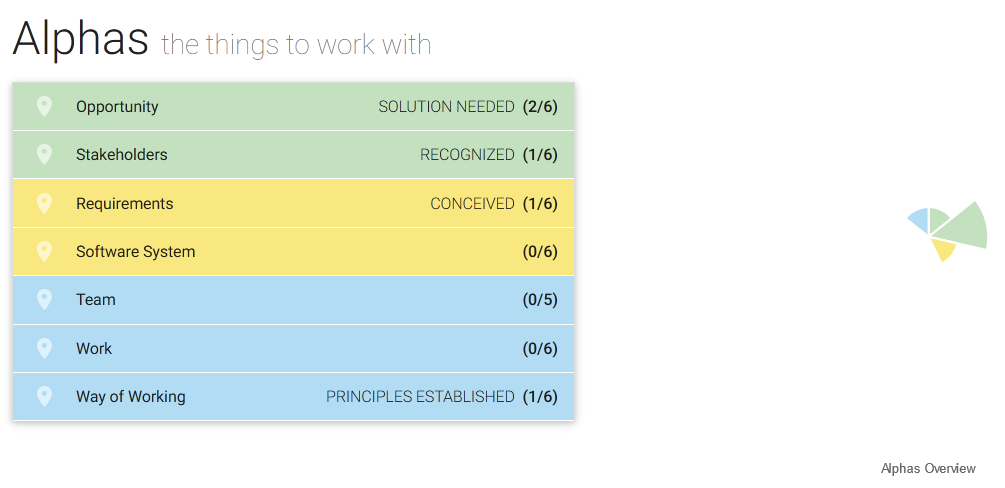 Alphas the things to work with
Opportunity SOLUTION NEEDED (2/6)
Stakeholders RECOGNIZED (1/6)
Requirements CONCEIVED (1/6)
Software System (0/6)
Team (0/5)
Work (0/6)
Way of Working PRINCIPLES ESTABLISHED (1/6)
Alphas Overview